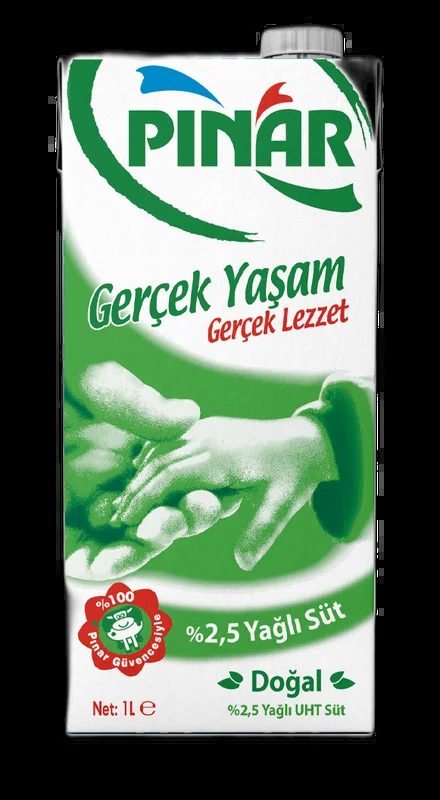 PINAR
Gerçek Yaşam
Gerçek Lezzet
%100
Pınar Güvencesiyle
%2,5 Yağlı Süt
Doğal
Net: 1L ℮
%2,5 Yağlı UHT Süt